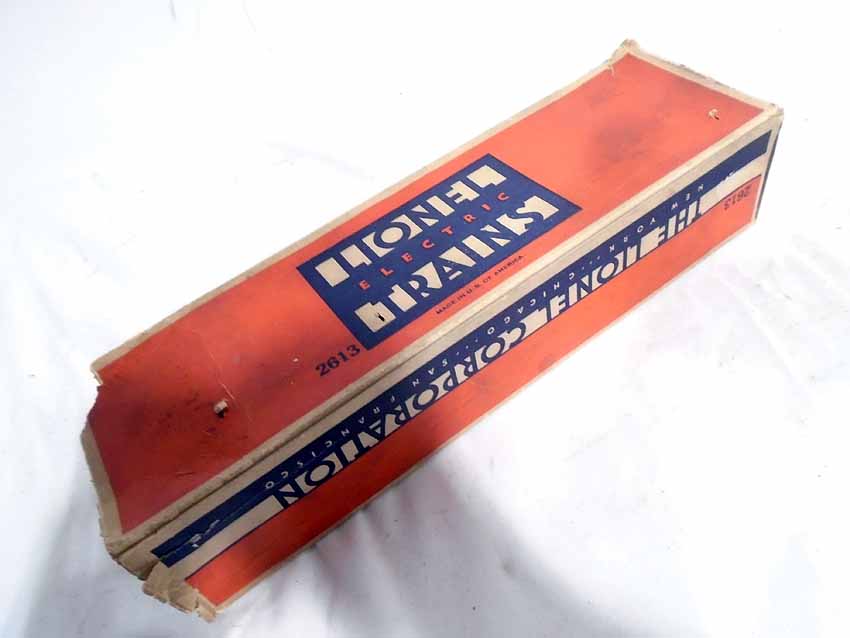 LIONEL
ELECTRIC
TRAINS
MADE IN U.S. OF AMERICA
2613
2613
THE LIONEL CORPORATION
NEW YORK...CHICAGO...SAN FRANCISCO